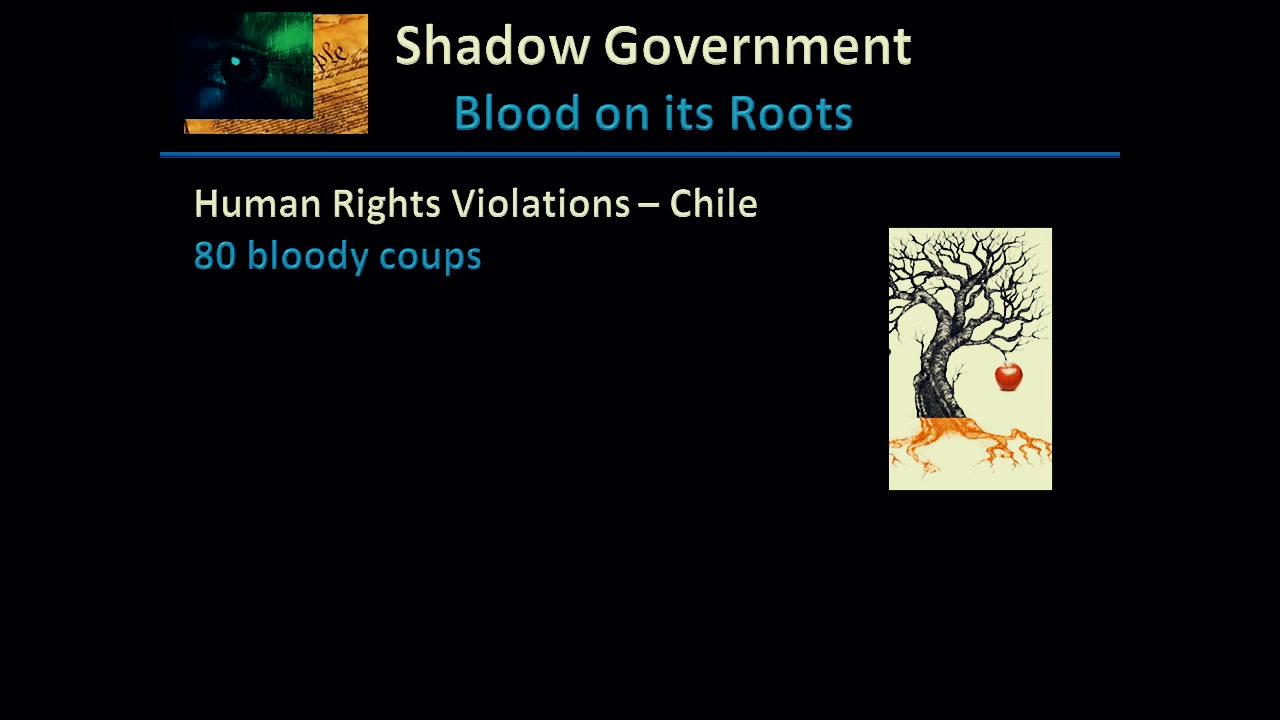 Shadow Government
Blood on its Roots
Human Rights Violations – Chile
80 bloody coups